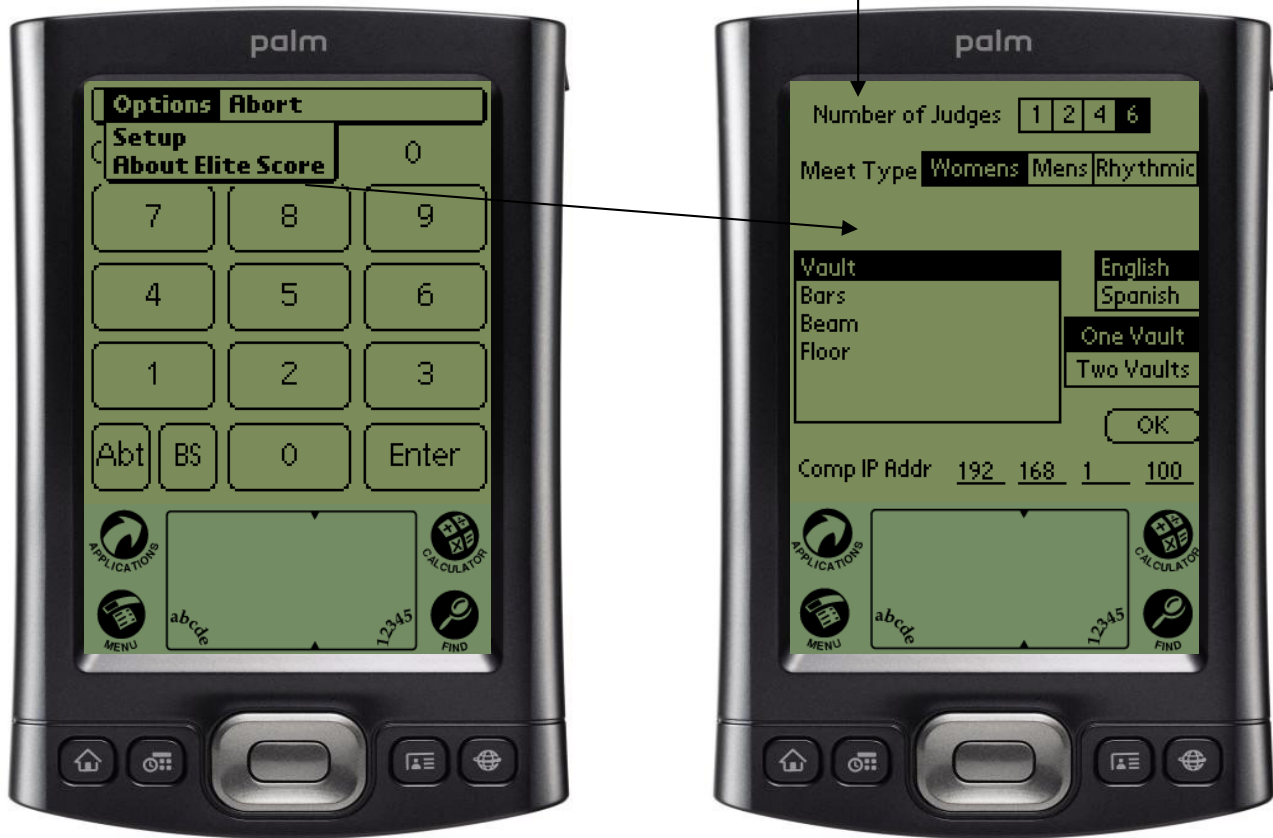 palm
Options Abort
Setup
About Elite Score
0
7 8 9
4 5 6
1 2 3
Abt BS 0 Enter
APPLICATIONS
CALCULATOR
MENU
abcde
12345
FIND
palm
Number of Judges 1 2 4 6
Meet Type Womens Mens Rhythmic
Vault
Bars
Beam
Floor
English
Spanish
One Vault
Two Vaults
OK
Comp IP Addr 192 168 1 100
APPLICATIONS
CALCULATOR
MENU
abcde
12345
FIND